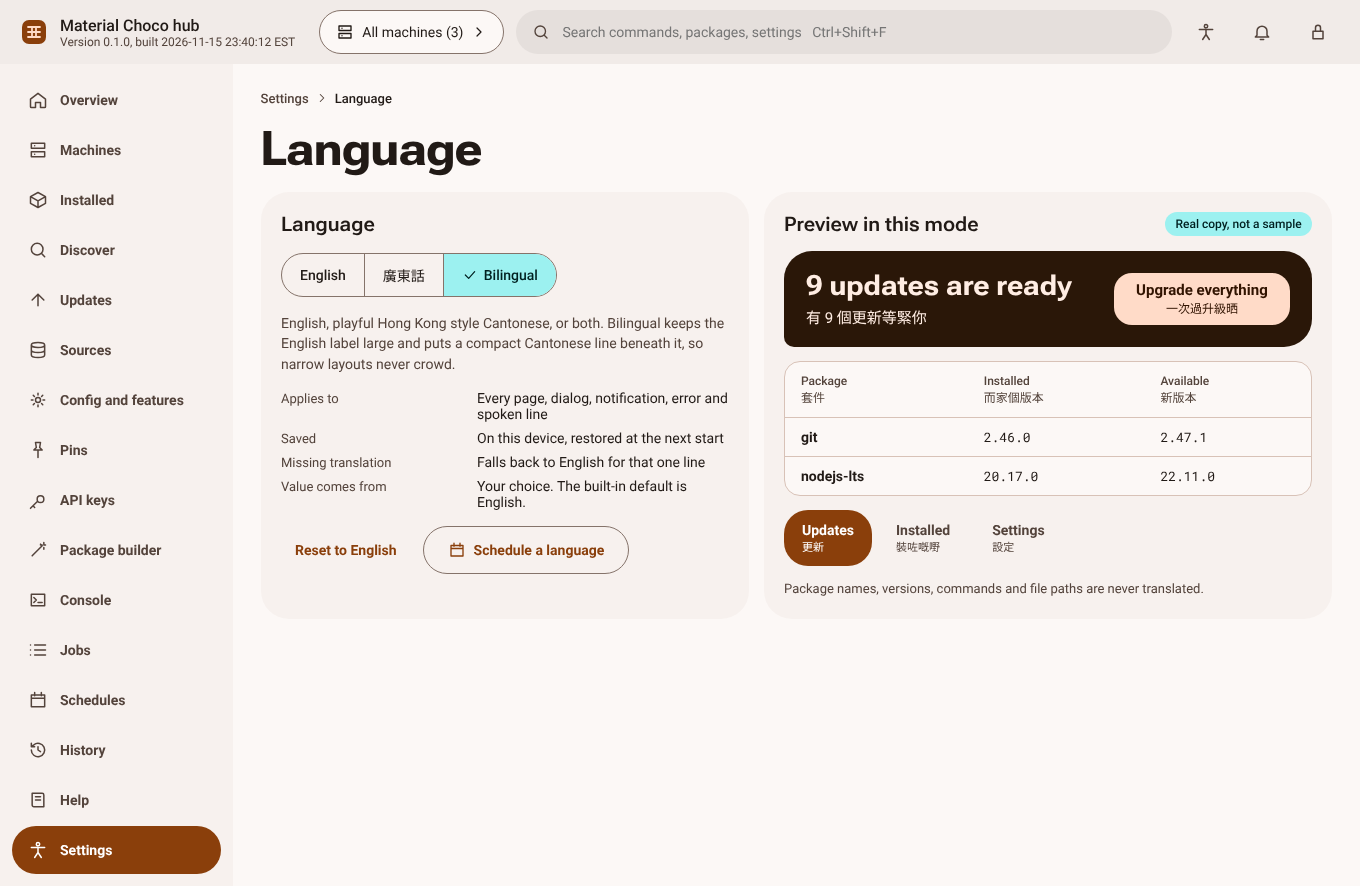 Material Choco hub
Version 0.1.0, built 2026-11-15 23:40:12 EST
All machines (3)
Search commands, packages, settings Ctrl+Shift+F
Overview
Machines
Installed
Discover
Updates
Sources
Config and features
Pins
API keys
Package builder
Console
Jobs
Schedules
History
Help
Settings
Settings > Language
Language
Language
English
廣東話
Bilingual
English, playful Hong Kong style Cantonese, or both. Bilingual keeps the
English label large and puts a compact Cantonese line beneath it, so
narrow layouts never crowd.
Applies to
Every page, dialog, notification, error and
spoken line
Saved
On this device, restored at the next start
Missing translation
Falls back to English for that one line
Value comes from
Your choice. The built-in default is
English.
Reset to English
Schedule a language
Preview in this mode
Real copy, not a sample
9 updates are ready
有 9 個更新等緊你
Upgrade everything
一次過升級晒
Package
套件
Installed
而家個版本
Available
新版本
git 2.46.0 2.47.1
nodejs-lts 20.17.0 22.11.0
Updates
更新
Installed
裝咗嘅嘢
Settings
設定
Package names, versions, commands and file paths are never translated.